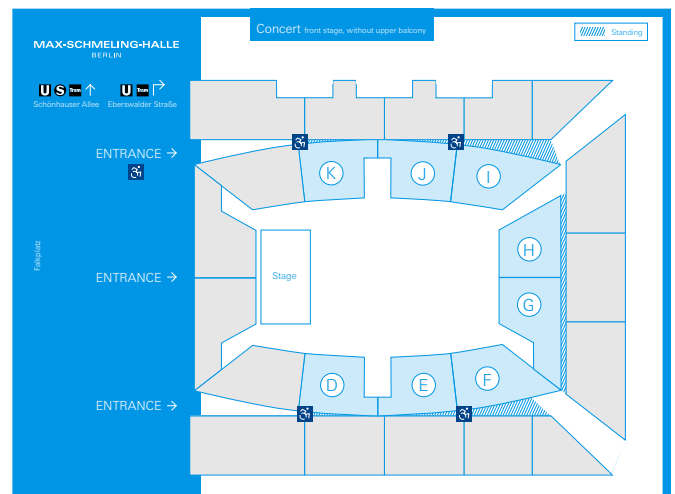 Concert front stage, without upper balcony
Standing
MAX-SCHMELING-HALLE
BERLIN
U S Tram ↑ U Tram
Schönhauser Allee Eberswalder Straße
ENTRANCE →
K
J
I
Falkplatz
H
ENTRANCE →
Stage
G
D
E
F
ENTRANCE →